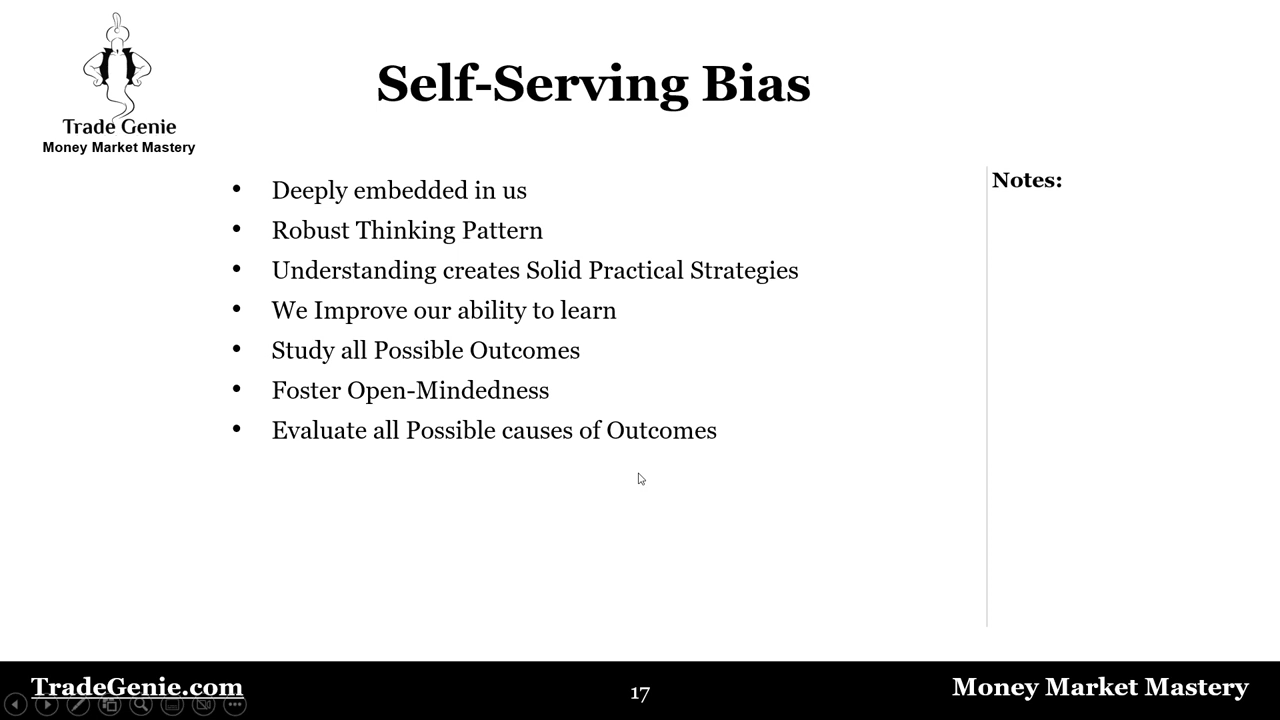 Trade Genie
Money Market Mastery
Self-Serving Bias
• Deeply embedded in us
• Robust Thinking Pattern
• Understanding creates Solid Practical Strategies
• We Improve our ability to learn
• Study all Possible Outcomes
• Foster Open-Mindedness
• Evaluate all Possible causes of Outcomes
Notes:
TradeGenie.com
17
Money Market Mastery